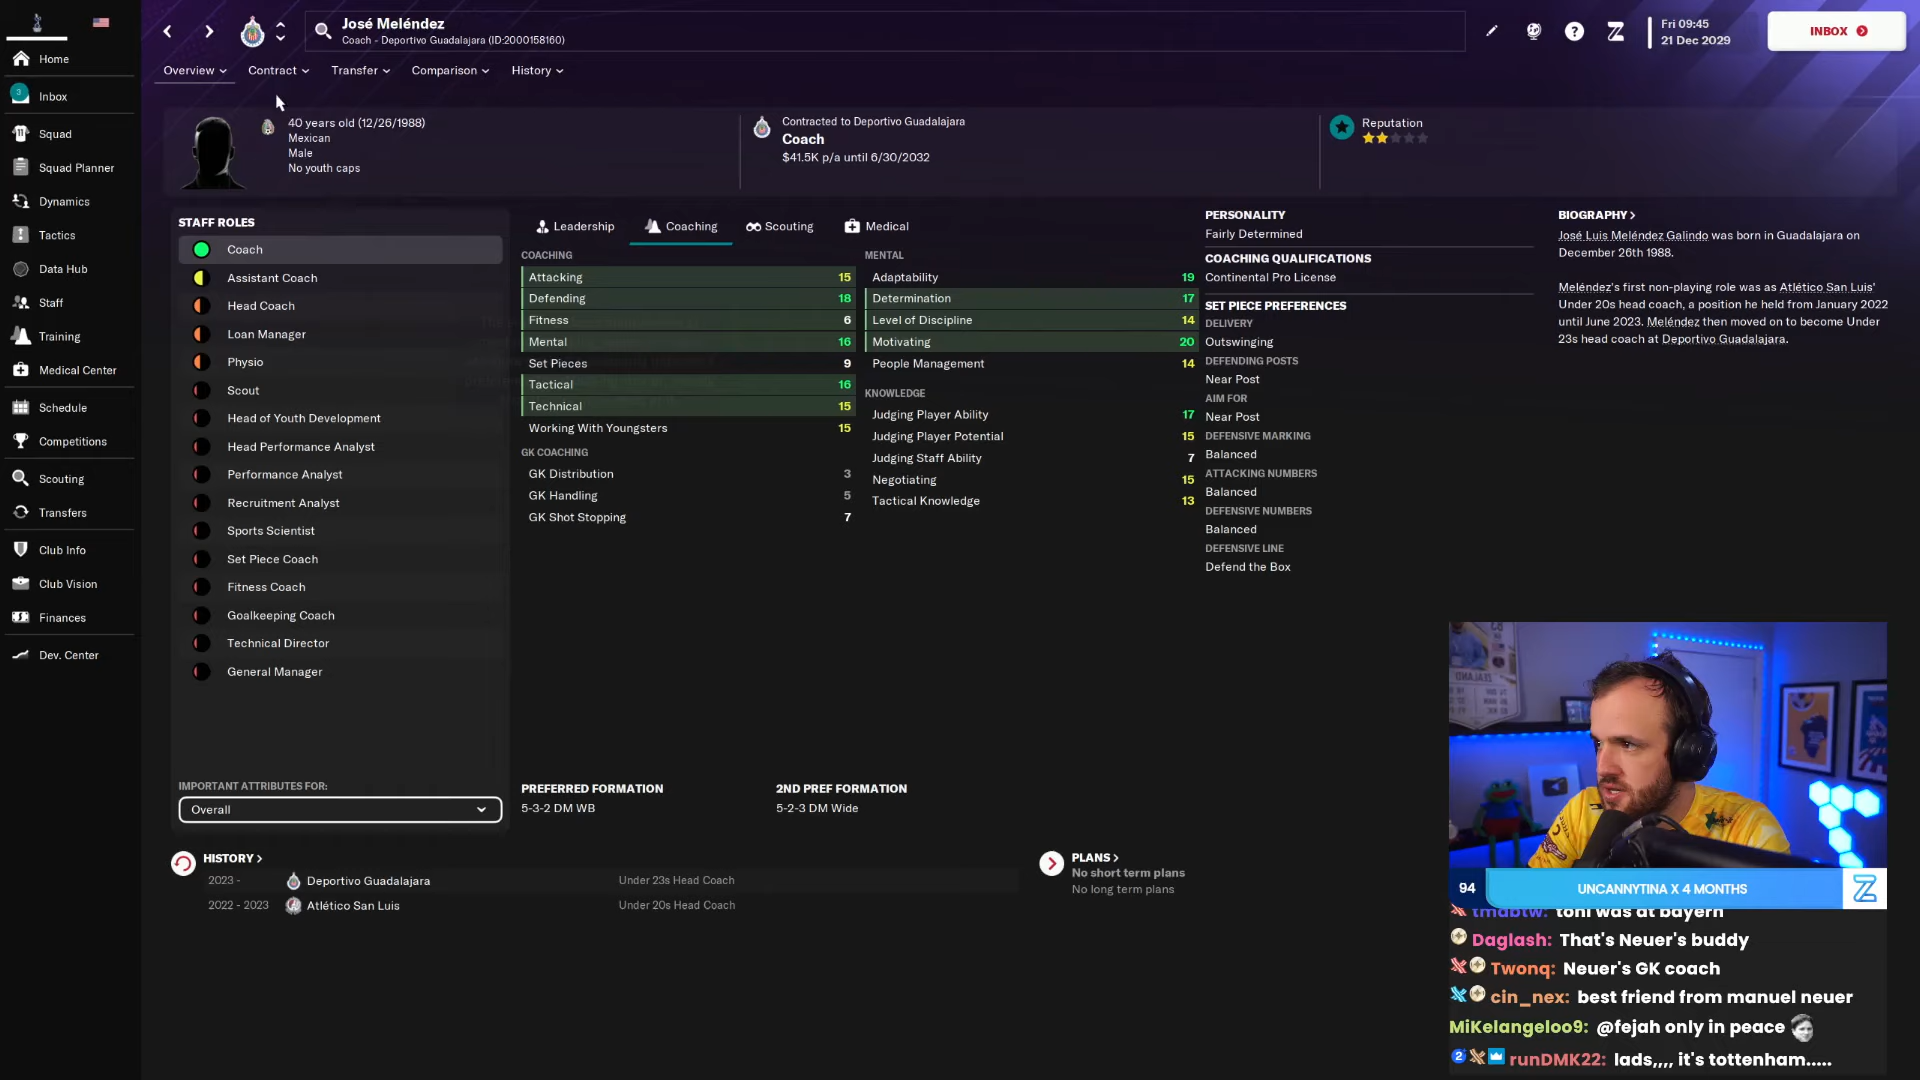 José Meléndez
Coach - Deportivo Guadalajara (ID:2000158160)
Fri 09:45
21 Dec 2029
INBOX
Overview
Contract
Transfer
Comparison
History
Home
3
Inbox
Squad
Squad Planner
Dynamics
Tactics
Data Hub
Staff
Training
Medical Center
Schedule
Competitions
Scouting
Transfers
Club Info
Club Vision
Finances
Dev. Center
40 years old (12/26/1988)
Mexican
Male
No youth caps
Contracted to Deportivo Guadalajara
Coach
$41.5K p/a until 6/30/2032
Reputation
STAFF ROLES
Coach
Assistant Coach
Head Coach
Loan Manager
Physio
Scout
Head of Youth Development
Head Performance Analyst
Performance Analyst
Recruitment Analyst
Sports Scientist
Set Piece Coach
Fitness Coach
Goalkeeping Coach
Technical Director
General Manager
IMPORTANT ATTRIBUTES FOR:
Overall
Leadership
Coaching
Scouting
Medical
COACHING
Attacking 15
Defending 18
Fitness 6
Mental 16
Set Pieces 9
Tactical 16
Technical 15
Working With Youngsters 15
GK COACHING
GK Distribution 3
GK Handling 5
GK Shot Stopping 7
MENTAL
Adaptability 19
Determination 17
Level of Discipline 14
Motivating 20
People Management 14
KNOWLEDGE
Judging Player Ability 17
Judging Player Potential 15
Judging Staff Ability 7
Negotiating 15
Tactical Knowledge 13
PERSONALITY
Fairly Determined
COACHING QUALIFICATIONS
Continental Pro License
SET PIECE PREFERENCES
DELIVERY
Outswinging
DEFENDING POSTS
Near Post
AIM FOR
Near Post
DEFENSIVE MARKING
Balanced
ATTACKING NUMBERS
Balanced
DEFENSIVE NUMBERS
Balanced
DEFENSIVE LINE
Defend the Box
BIOGRAPHY >
José Luis Meléndez Galindo was born in Guadalajara on
December 26th 1988.
Meléndez's first non-playing role was as Atlético San Luis'
Under 20s head coach, a position he held from January 2022
until June 2023. Meléndez then moved on to become Under
23s head coach at Deportivo Guadalajara.
PREFERRED FORMATION
5-3-2 DM WB
2ND PREF FORMATION
5-2-3 DM Wide
HISTORY >
2023 - Deportivo Guadalajara Under 23s Head Coach
2022 - 2023 Atlético San Luis Under 20s Head Coach
PLANS >
No short term plans
No long term plans
94 UNCANNYTINA X 4 MONTHS
tmabtw: toni was at bayern
Daglash: That's Neuer's buddy
Twonq: Neuer's GK coach
cin_nex: best friend from manuel neuer
MiKelangeloo9: @fejah only in peace
2 runDMK22: lads,,,, it's tottenham.....